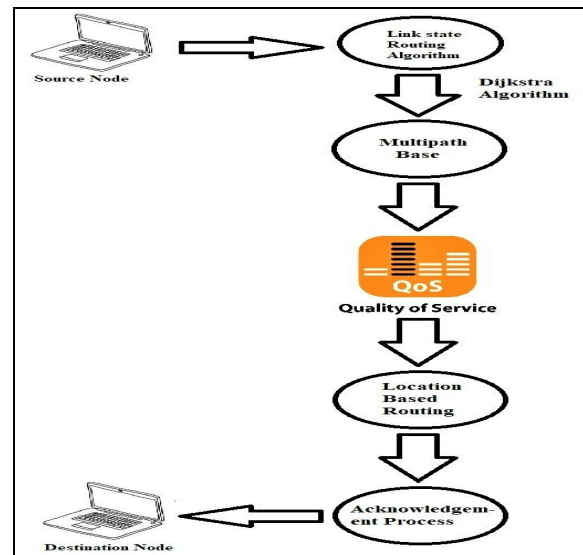 Source Node
Link state
Routing
Algorithm
Dijkstra
Algorithm
Multipath
Base
QoS
Quality of Service
Location
Based
Routing
Acknowledgem-
ent Process
Destination Node